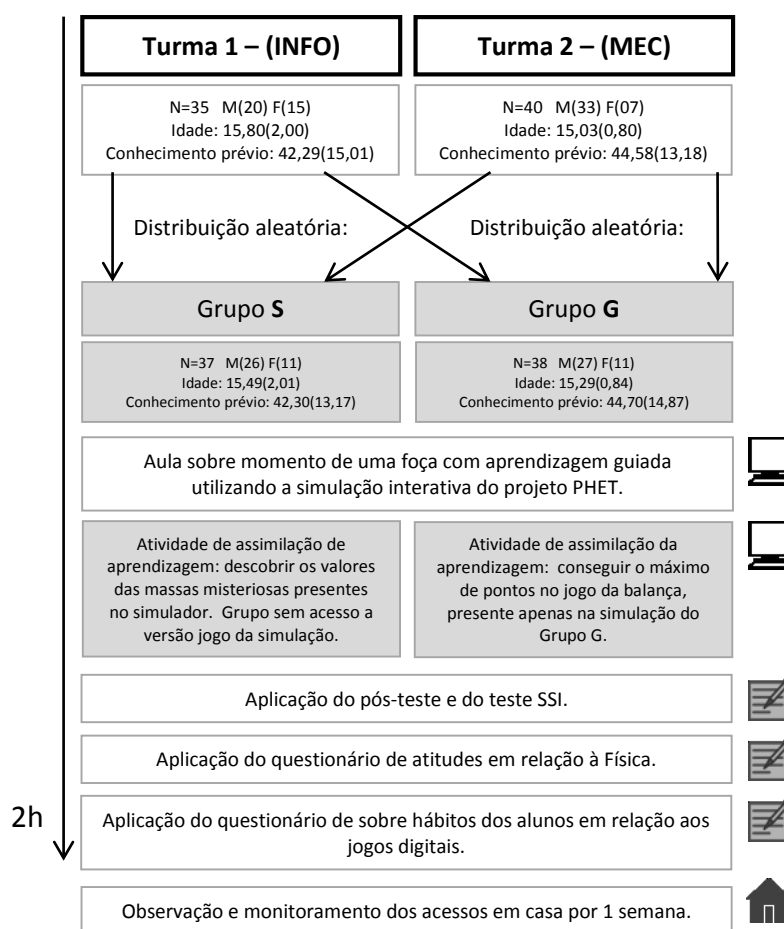 Turma 1 – (INFO)
Turma 2 – (MEC)
N=35 M(20) F(15)
Idade: 15,80(2,00)
Conhecimento prévio: 42,29(15,01)
N=40 M(33) F(07)
Idade: 15,03(0,80)
Conhecimento prévio: 44,58(13,18)
Distribuição aleatória:
Distribuição aleatória:
Grupo S
Grupo G
N=37 M(26) F(11)
Idade: 15,49(2,01)
Conhecimento prévio: 42,30(13,17)
N=38 M(27) F(11)
Idade: 15,29(0,84)
Conhecimento prévio: 44,70(14,87)
Aula sobre momento de uma foça com aprendizagem guiada
utilizando a simulação interativa do projeto PHET.
Atividade de assimilação de
aprendizagem: descobrir os valores
das massas misteriosas presentes
no simulador. Grupo sem acesso a
versão jogo da simulação.
Atividade de assimilação da
aprendizagem: conseguir o máximo
de pontos no jogo da balança,
presente apenas na simulação do
Grupo G.
Aplicação do pós-teste e do teste SSI.
Aplicação do questionário de atitudes em relação à Física.
2h
Aplicação do questionário de sobre hábitos dos alunos em relação aos
jogos digitais.
Observação e monitoramento dos acessos em casa por 1 semana.